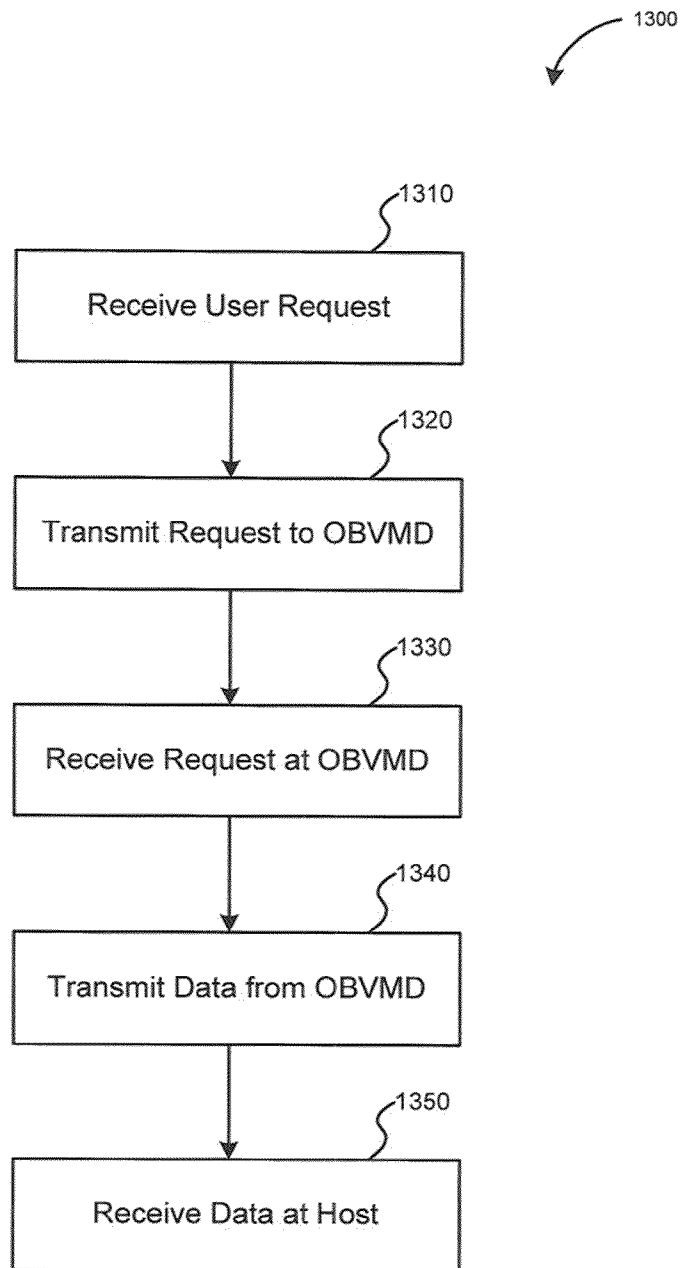 1300
1310
Receive User Request
1320
Transmit Request to OBVMD
1330
Receive Request at OBVMD
1340
Transmit Data from OBVMD
1350
Receive Data at Host